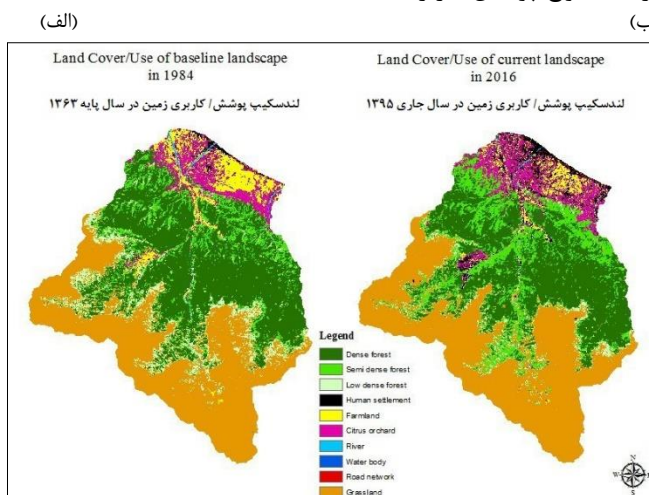 (الف)
(ب
Land Cover/Use of baseline landscape
in 1984
لندسکیپ پوشش/ کاربری زمین در سال پایه ۱۳۶۳
Land Cover/Use of current landscape
in 2016
لندسکیپ پوشش/ کاربری زمین در سال جاری ۱۳۹۵
Legend
Dense forest
Semi dense forest
Low dense forest
Human settlement
Farmland
Citrus orchard
River
Water body
Road network
Grassland
N
W
S